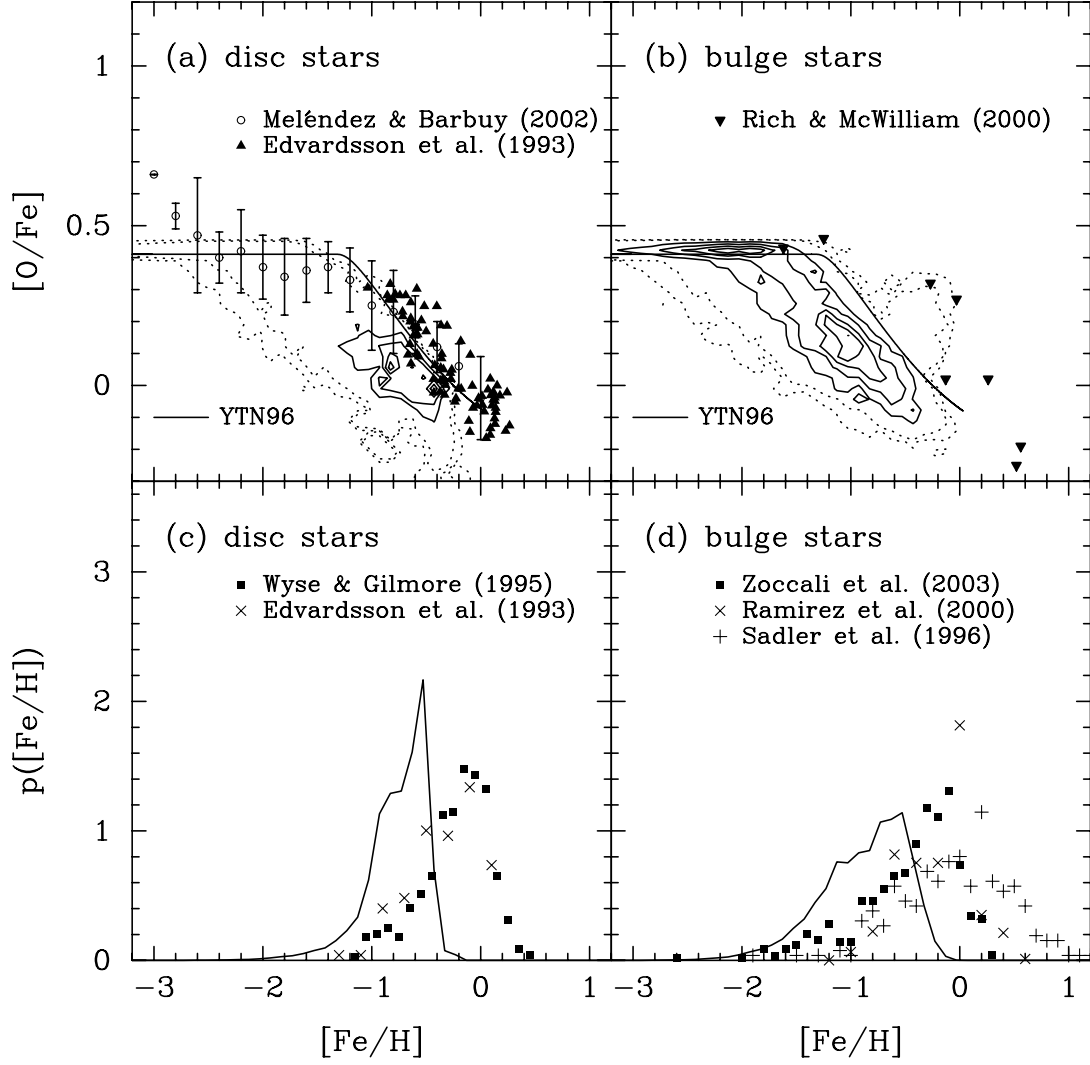 (a) disc stars
Meléndez & Barbuy (2002)
Edvardsson et al. (1993)
YTN96
(b) bulge stars
Rich & McWilliam (2000)
YTN96
1
0.5
0
[O/Fe]
(c) disc stars
Wyse & Gilmore (1995)
Edvardsson et al. (1993)
(d) bulge stars
Zoccali et al. (2003)
Ramirez et al. (2000)
Sadler et al. (1996)
3
2
1
0
p([Fe/H])
−3 −2 −1 0 1
−3 −2 −1 0 1
[Fe/H]
[Fe/H]